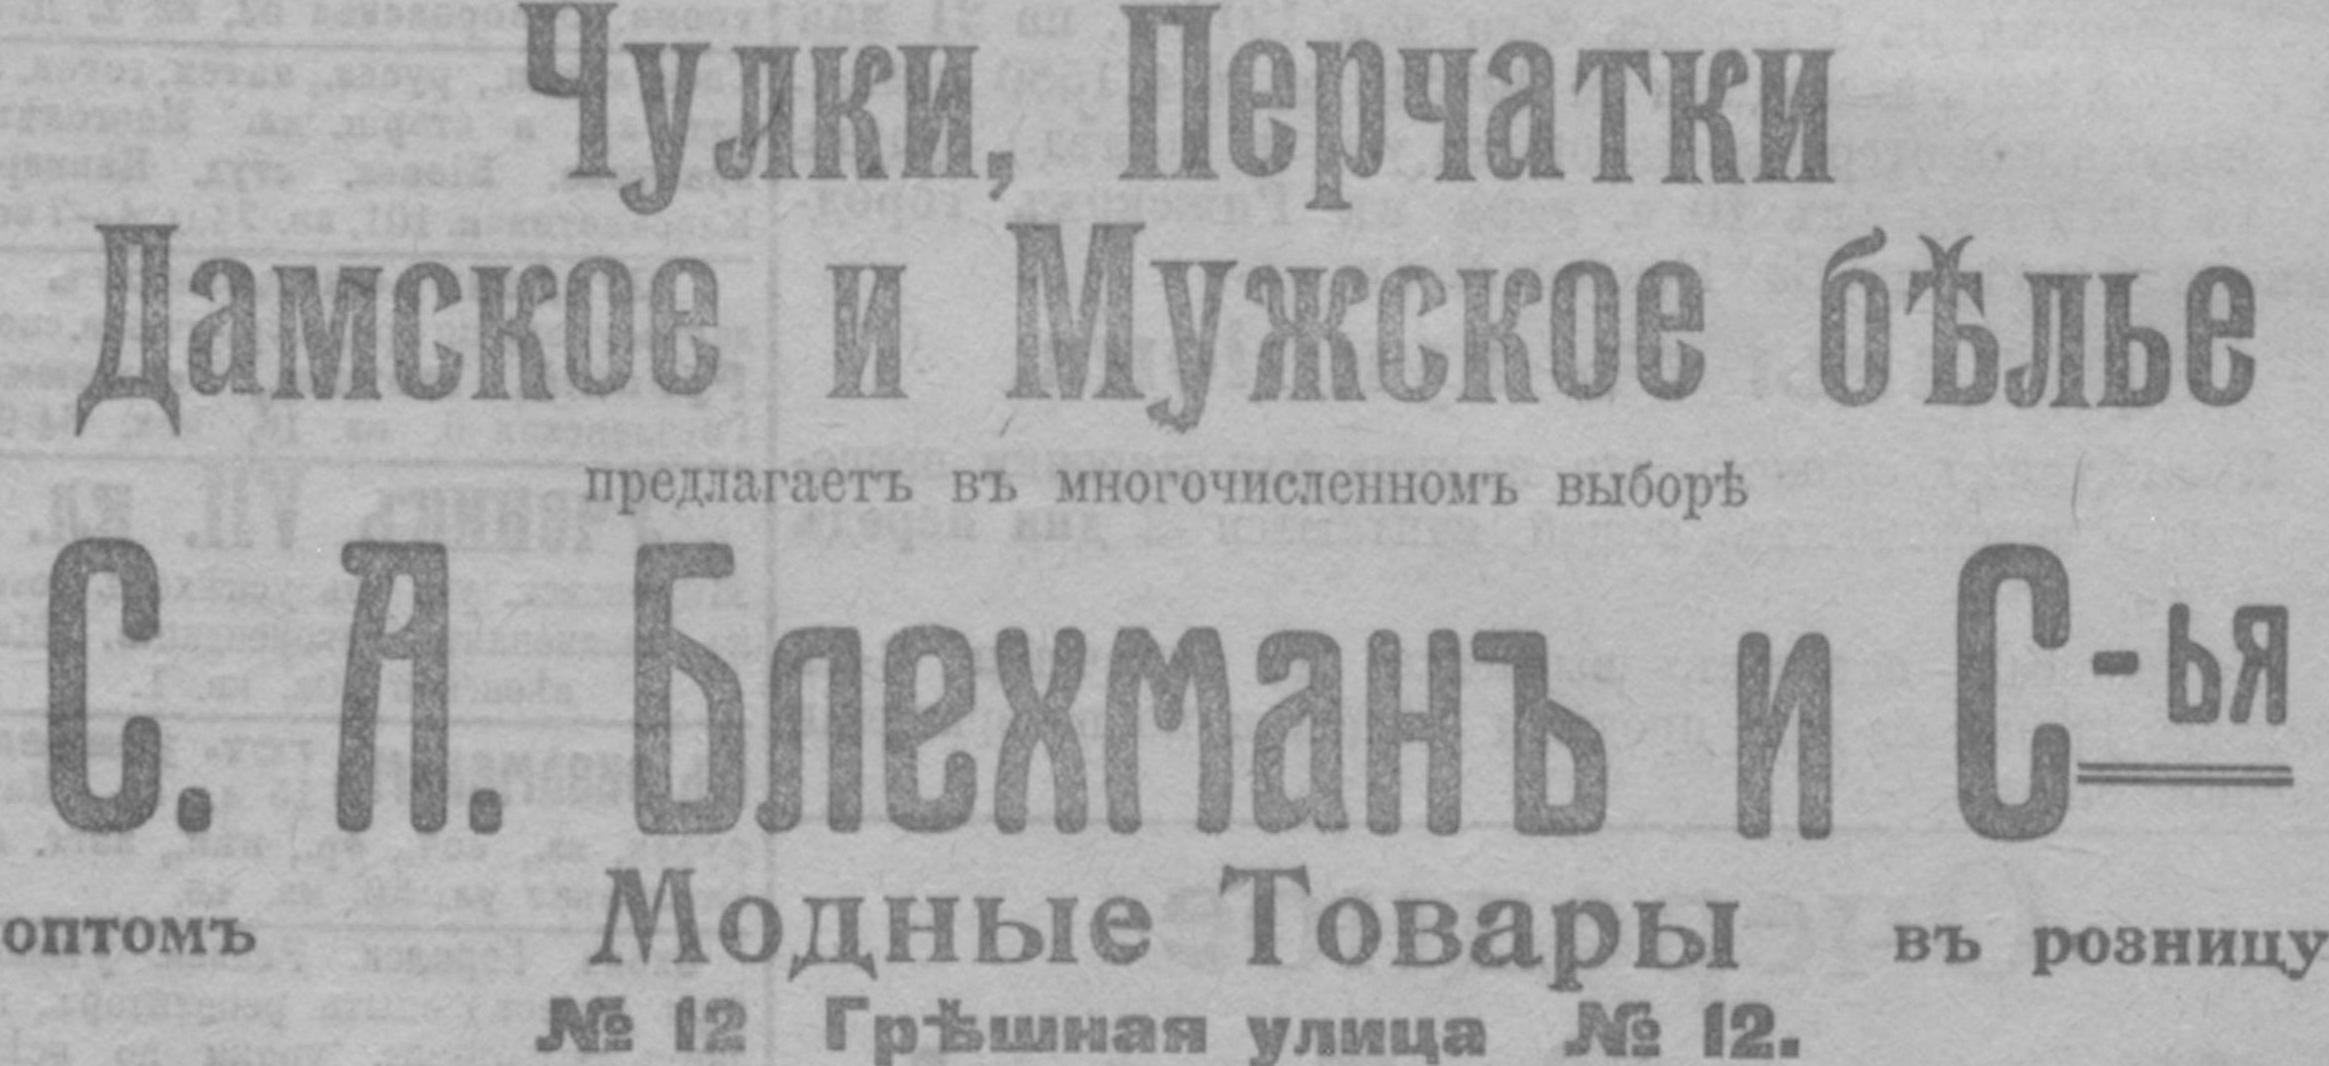 Чулки, Перчатки
Дамское и Мужское бѣлье
предлагаетъ въ многочисленномъ выборѣ
С. А. Блехманъ и С-ья
оптомъ Модные Товары въ розницу
№ 12 Грѣшная улица № 12.